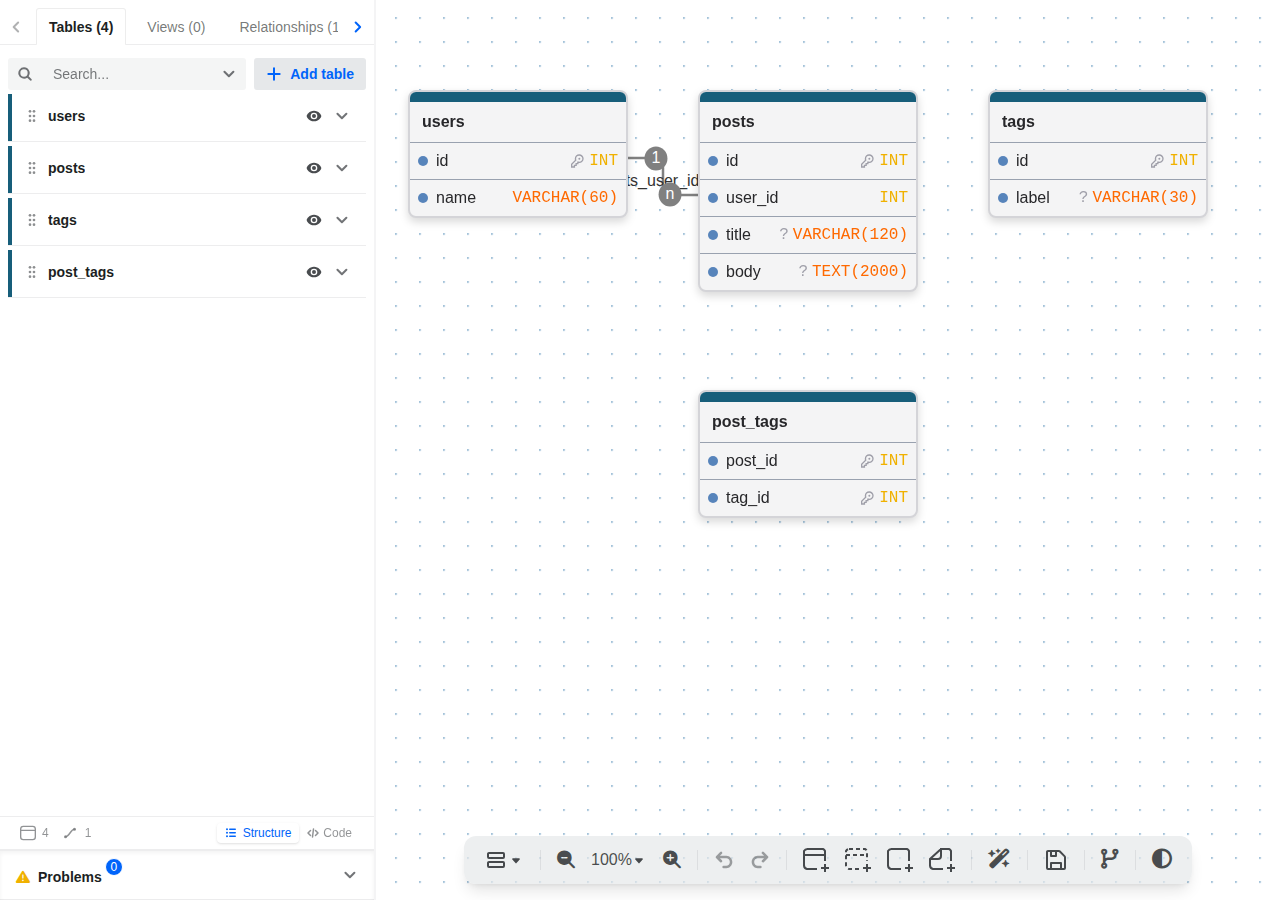 Tables (4) Views (0) Relationships (1
Search... Add table
users
posts
tags
post_tags
4 1 Structure Code
Problems 0
users
id INT
name VARCHAR(60)
1
ts_user_id
n
posts
id INT
user_id INT
title ? VARCHAR(120)
body ? TEXT(2000)
tags
id INT
label ? VARCHAR(30)
post_tags
post_id INT
tag_id INT
100%